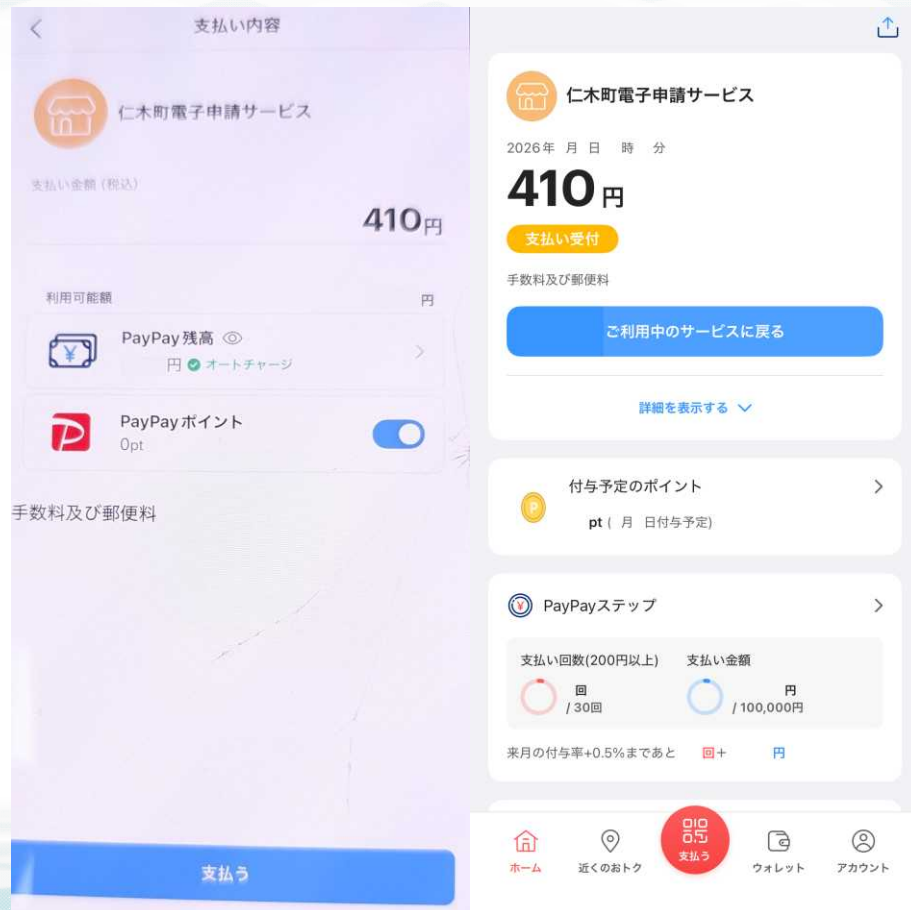 支払い内容
仁木町電子申請サービス
支払い金額 (税込)
410円
利用可能額 円
PayPay残高
円 オートチャージ
PayPayポイント
0pt
手数料及び郵便料
支払う
仁木町電子申請サービス
2026年 月 日 時 分
410円
支払い受付
手数料及び郵便料
ご利用中のサービスに戻る
詳細を表示する
付与予定のポイント
pt ( 月 日付与予定)
PayPayステップ
支払い回数(200円以上) 支払い金額
回 円
/ 30回 / 100,000円
来月の付与率+0.5%まであと 回+ 円
支払う
ホーム 近くのおトク ウォレット アカウント